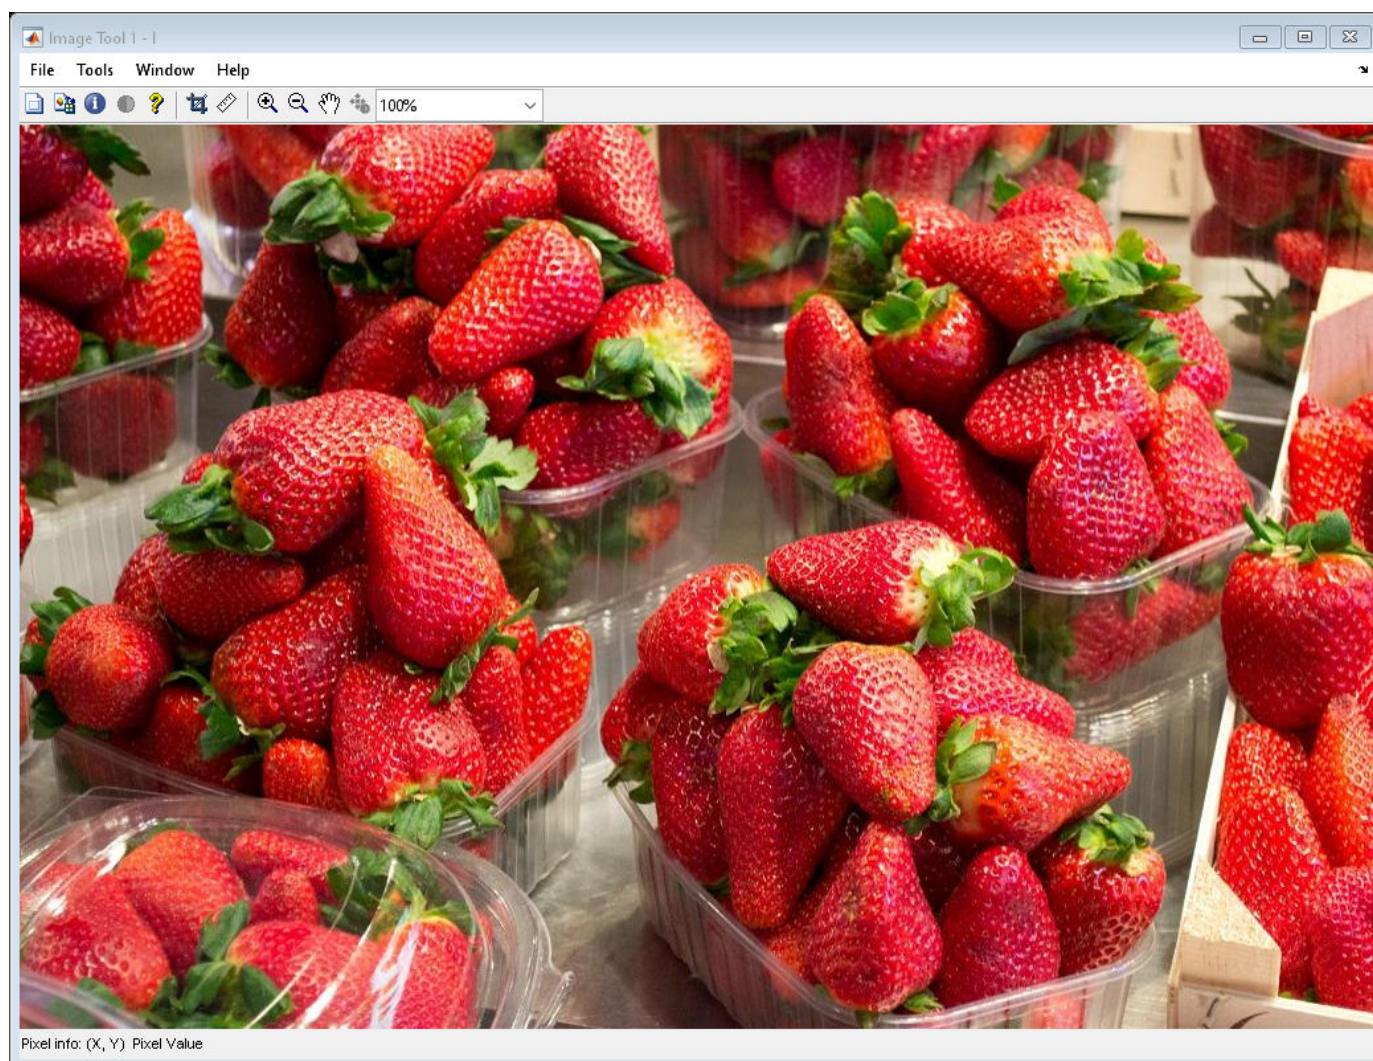 Image Tool 1 - I
File Tools Window Help
100%
Pixel info: (X, Y) Pixel Value